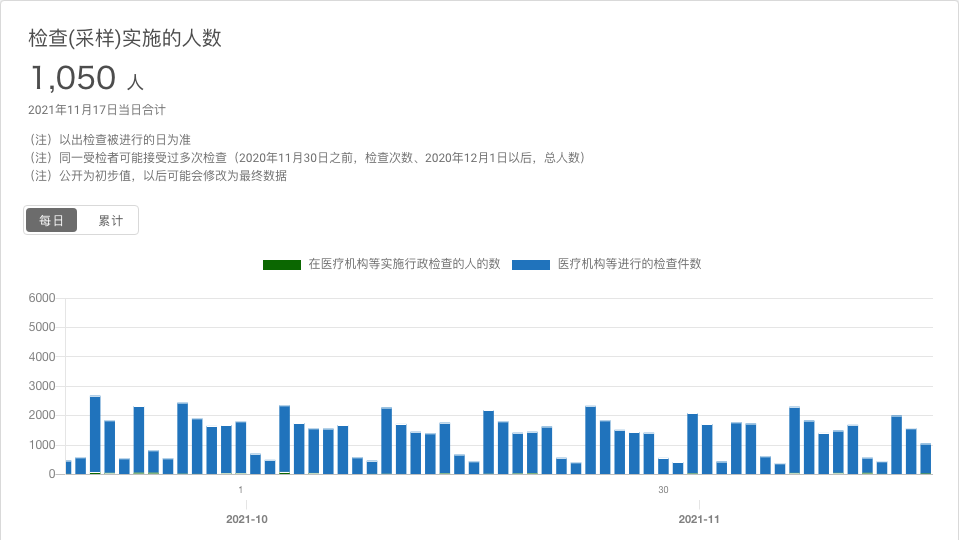 检查(采样)实施的人数
1,050 人
2021年11月17日当日合计
（注）以出检查被进行的日为准
（注）同一受检者可能接受过多次检查（2020年11月30日之前，检查次数、2020年12月1日以后，总人数）
（注）公开为初步值，以后可能会修改为最终数据
每日 累计
在医疗机构等实施行政检查的人的数 医疗机构等进行的检查件数
6000
5000
4000
3000
2000
1000
0
1 30
2021-10 2021-11